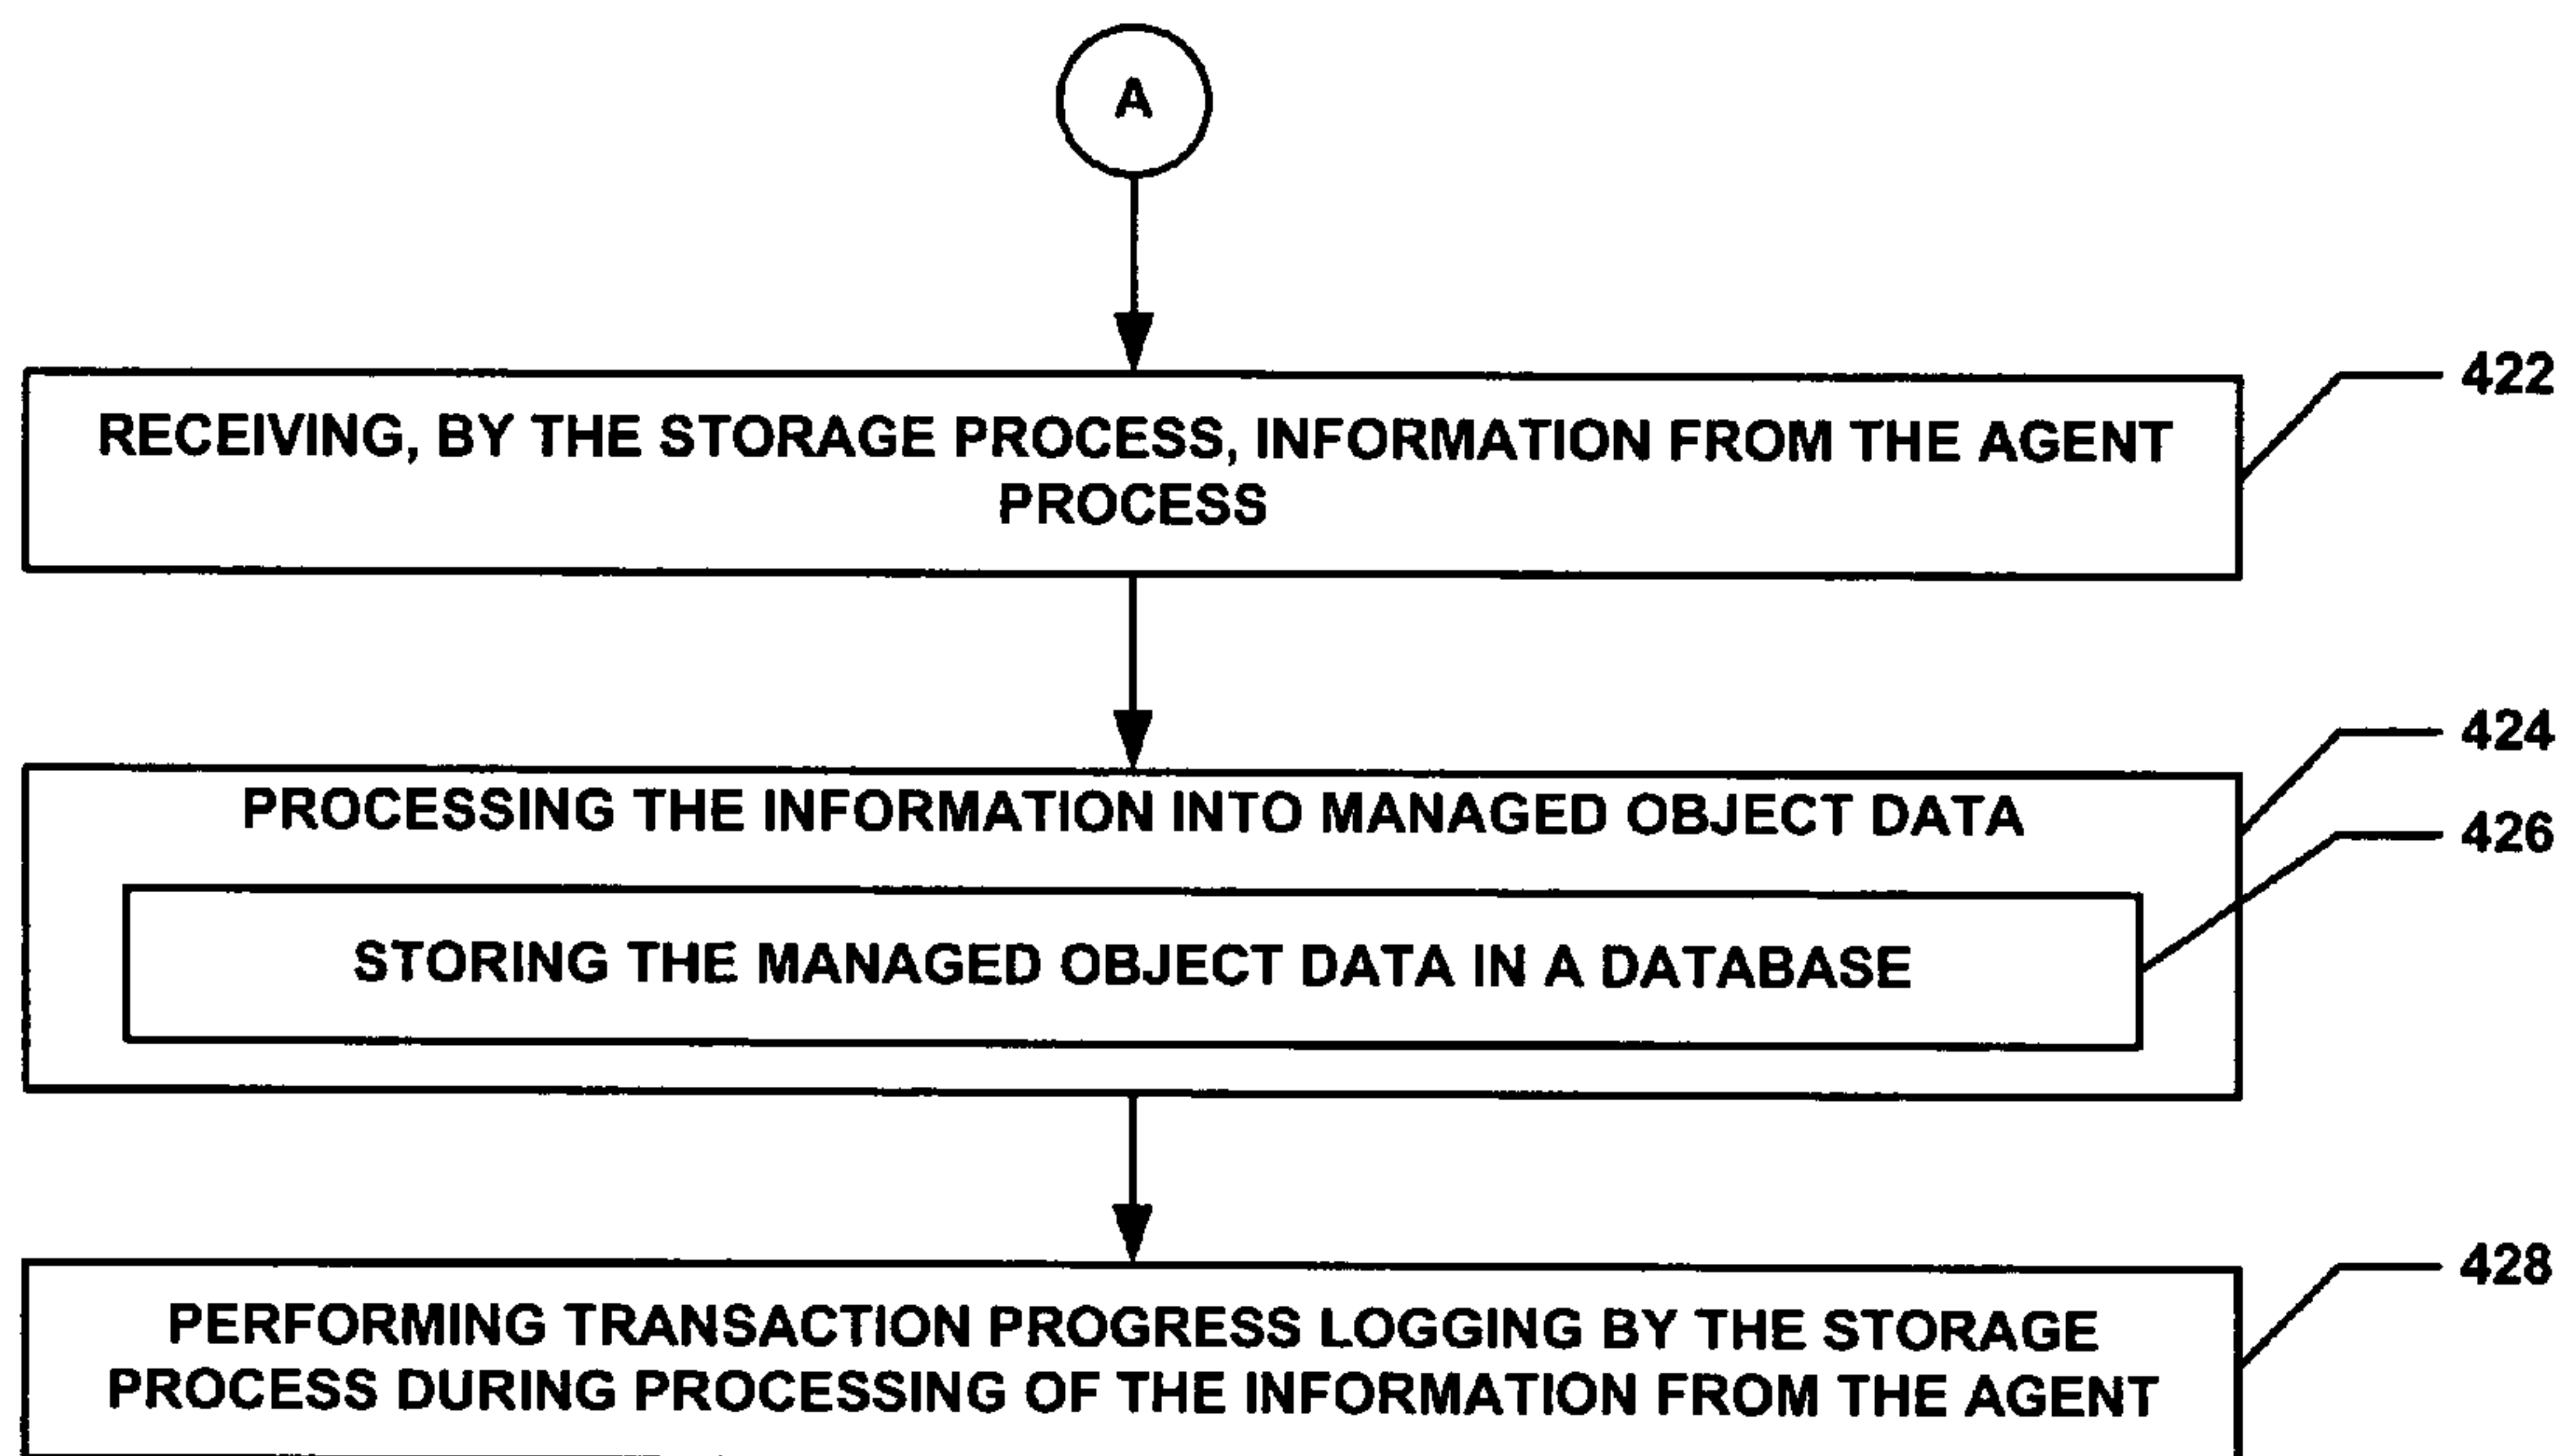 A
422
RECEIVING, BY THE STORAGE PROCESS, INFORMATION FROM THE AGENT
PROCESS
424
PROCESSING THE INFORMATION INTO MANAGED OBJECT DATA
426
STORING THE MANAGED OBJECT DATA IN A DATABASE
428
PERFORMING TRANSACTION PROGRESS LOGGING BY THE STORAGE
PROCESS DURING PROCESSING OF THE INFORMATION FROM THE AGENT